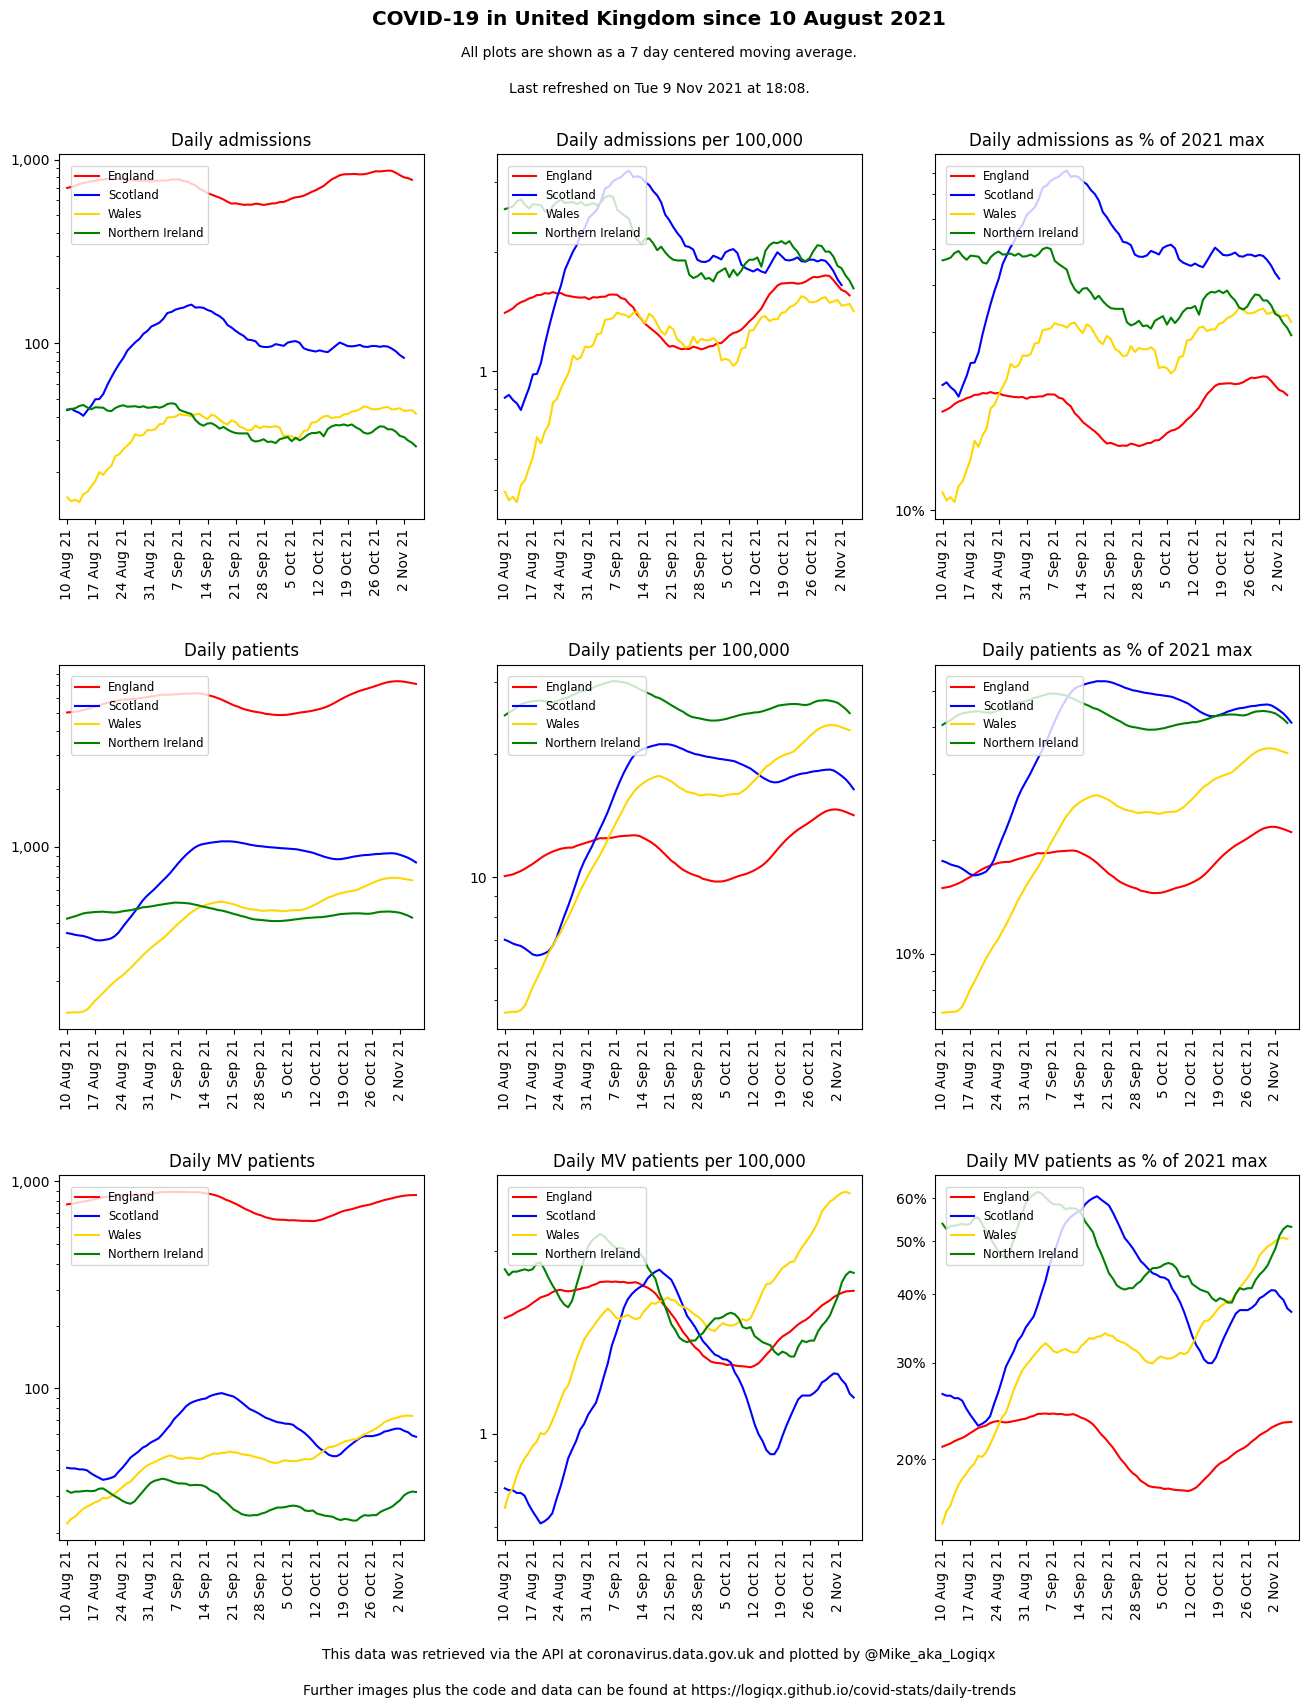 COVID-19 in United Kingdom since 10 August 2021
All plots are shown as a 7 day centered moving average.
Last refreshed on Tue 9 Nov 2021 at 18:08.
Daily admissions
1,000
100
England
Scotland
Wales
Northern Ireland
10 Aug 21
17 Aug 21
24 Aug 21
31 Aug 21
7 Sep 21
14 Sep 21
21 Sep 21
28 Sep 21
5 Oct 21
12 Oct 21
19 Oct 21
26 Oct 21
2 Nov 21
Daily admissions per 100,000
1
England
Scotland
Wales
Northern Ireland
10 Aug 21
17 Aug 21
24 Aug 21
31 Aug 21
7 Sep 21
14 Sep 21
21 Sep 21
28 Sep 21
5 Oct 21
12 Oct 21
19 Oct 21
26 Oct 21
2 Nov 21
Daily admissions as % of 2021 max
10%
England
Scotland
Wales
Northern Ireland
10 Aug 21
17 Aug 21
24 Aug 21
31 Aug 21
7 Sep 21
14 Sep 21
21 Sep 21
28 Sep 21
5 Oct 21
12 Oct 21
19 Oct 21
26 Oct 21
2 Nov 21
Daily patients
1,000
England
Scotland
Wales
Northern Ireland
10 Aug 21
17 Aug 21
24 Aug 21
31 Aug 21
7 Sep 21
14 Sep 21
21 Sep 21
28 Sep 21
5 Oct 21
12 Oct 21
19 Oct 21
26 Oct 21
2 Nov 21
Daily patients per 100,000
10
England
Scotland
Wales
Northern Ireland
10 Aug 21
17 Aug 21
24 Aug 21
31 Aug 21
7 Sep 21
14 Sep 21
21 Sep 21
28 Sep 21
5 Oct 21
12 Oct 21
19 Oct 21
26 Oct 21
2 Nov 21
Daily patients as % of 2021 max
10%
England
Scotland
Wales
Northern Ireland
10 Aug 21
17 Aug 21
24 Aug 21
31 Aug 21
7 Sep 21
14 Sep 21
21 Sep 21
28 Sep 21
5 Oct 21
12 Oct 21
19 Oct 21
26 Oct 21
2 Nov 21
Daily MV patients
1,000
100
England
Scotland
Wales
Northern Ireland
10 Aug 21
17 Aug 21
24 Aug 21
31 Aug 21
7 Sep 21
14 Sep 21
21 Sep 21
28 Sep 21
5 Oct 21
12 Oct 21
19 Oct 21
26 Oct 21
2 Nov 21
Daily MV patients per 100,000
1
England
Scotland
Wales
Northern Ireland
10 Aug 21
17 Aug 21
24 Aug 21
31 Aug 21
7 Sep 21
14 Sep 21
21 Sep 21
28 Sep 21
5 Oct 21
12 Oct 21
19 Oct 21
26 Oct 21
2 Nov 21
Daily MV patients as % of 2021 max
60%
50%
40%
30%
20%
England
Scotland
Wales
Northern Ireland
10 Aug 21
17 Aug 21
24 Aug 21
31 Aug 21
7 Sep 21
14 Sep 21
21 Sep 21
28 Sep 21
5 Oct 21
12 Oct 21
19 Oct 21
26 Oct 21
2 Nov 21
This data was retrieved via the API at coronavirus.data.gov.uk and plotted by @Mike_aka_Logiqx
Further images plus the code and data can be found at https://logiqx.github.io/covid-stats/daily-trends